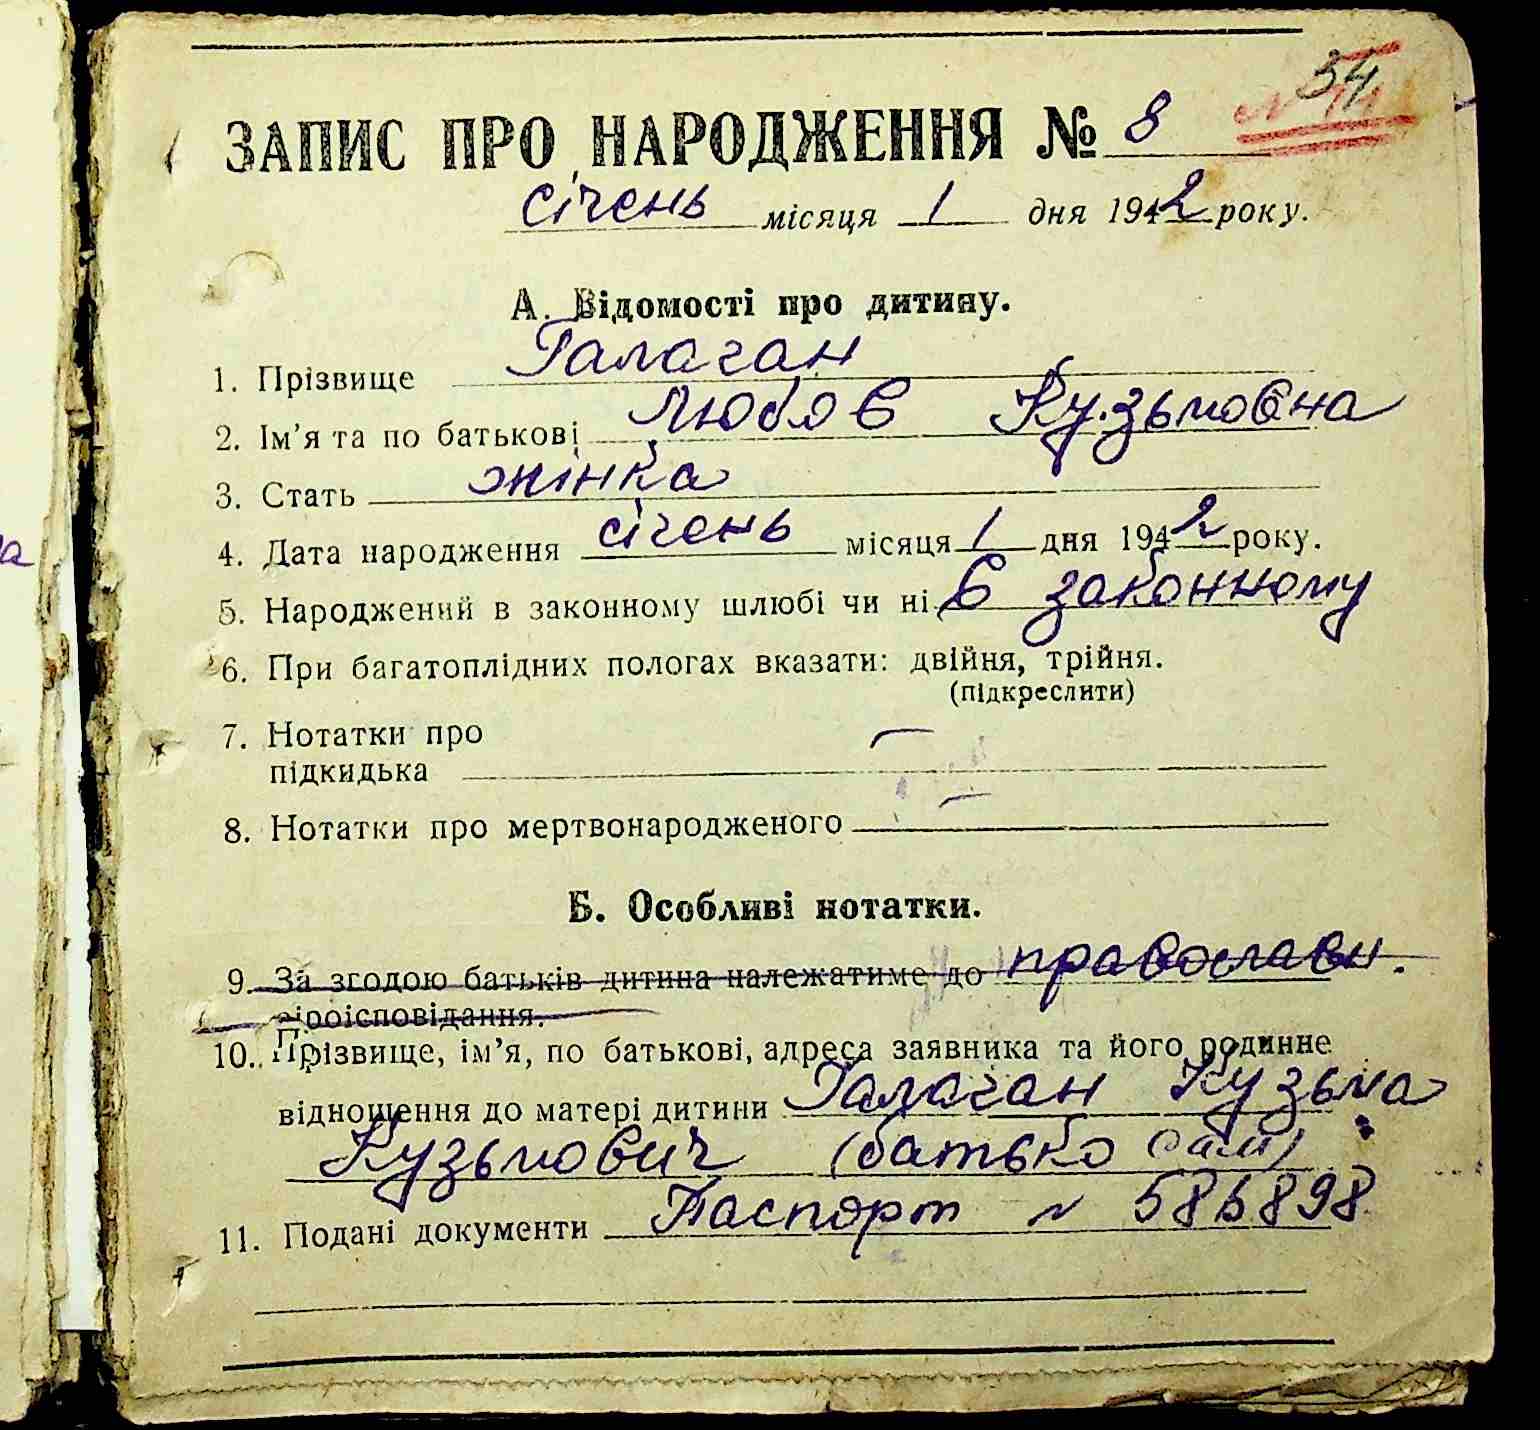 34
ЗАПИС ПРО НАРОДЖЕННЯ № 8
січень місяця 1 дня 1942 року.
А. Відомості про дитину.
1. Прізвище Галаган
2. Ім'я та по батькові Любов Кузьмовна
3. Стать жінка
4. Дата народження січень місяця 1 дня 1942 року.
5. Народжений в законному шлюбі чи ні в законному
6. При багатоплідних пологах вказати: двійня, трійня.
(підкреслити)
7. Нотатки про
підкидька
8. Нотатки про мертвонародженого
Б. Особливі нотатки.
9. За згодою батьків дитина належатиме до православн.
віроісповідання.
10. Прізвище, ім'я, по батькові, адреса заявника та його родинне
відношення до матері дитини Галаган Кузьма
Кузьмович (батько сам)
11. Подані документи Паспорт №